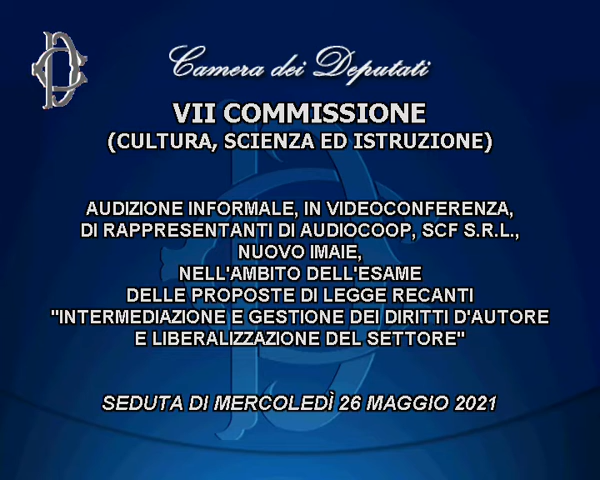 Camera dei Deputati
VII COMMISSIONE
(CULTURA, SCIENZA ED ISTRUZIONE)
AUDIZIONE INFORMALE, IN VIDEOCONFERENZA,
DI RAPPRESENTANTI DI AUDIOCOOP, SCF S.R.L.,
NUOVO IMAIE,
NELL'AMBITO DELL'ESAME
DELLE PROPOSTE DI LEGGE RECANTI
"INTERMEDIAZIONE E GESTIONE DEI DIRITTI D'AUTORE
E LIBERALIZZAZIONE DEL SETTORE"
SEDUTA DI MERCOLEDÌ 26 MAGGIO 2021